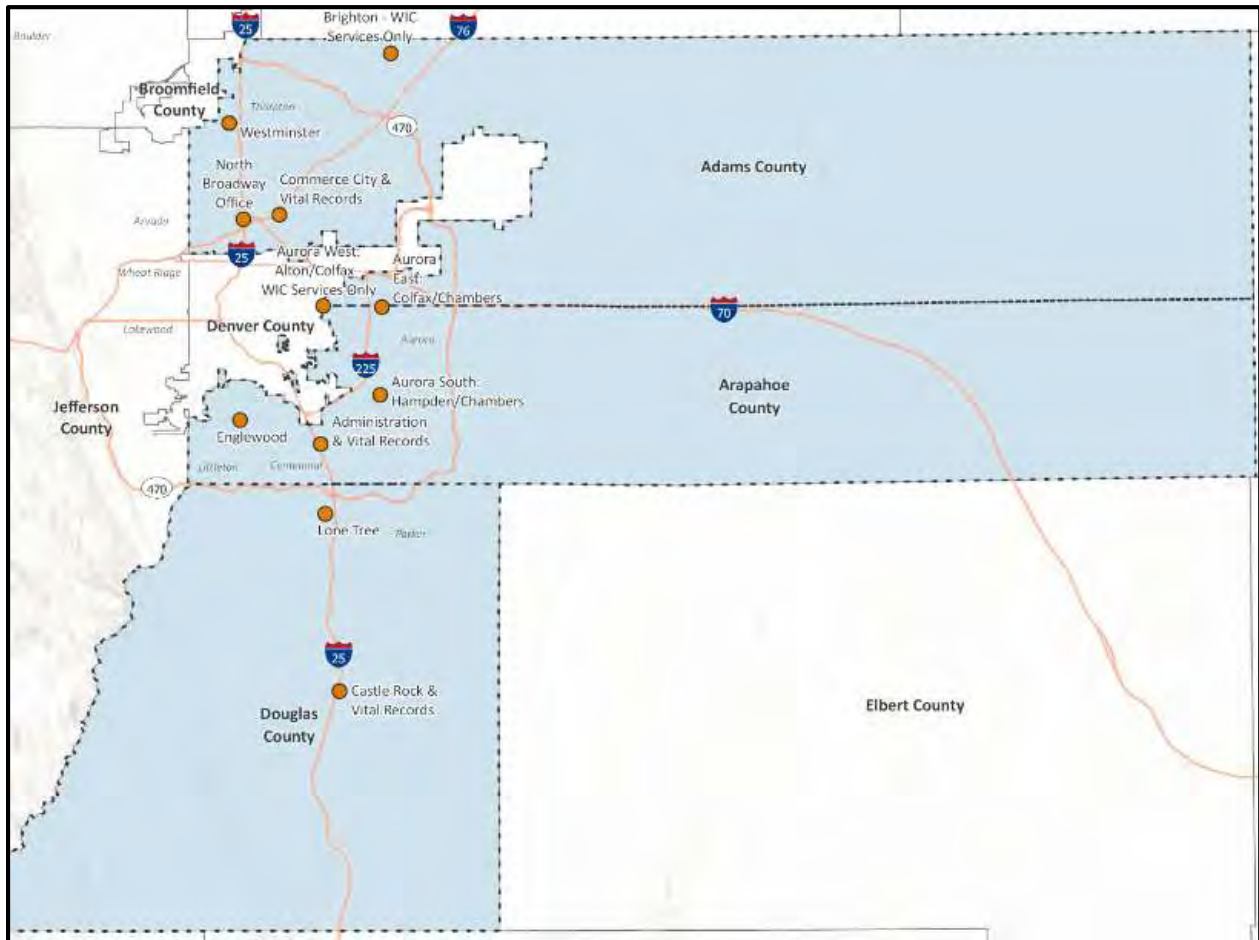 Boulder
25
Brighton - WIC
Services Only
76
Broomfield
County
Thornton
470
Westminster
Adams County
North
Broadway
Office
Commerce City &
Vital Records
Arvada
25
Aurora West:
Alton/Colfax
WIC Services Only
Aurora
East:
Colfax/Chambers
Wheat Ridge
70
Lakewood
Denver County
Aurora
225
Arapahoe
County
Aurora South:
Hampden/Chambers
Jefferson
County
Englewood
Administration
& Vital Records
Littleton
Centennial
470
Lone Tree
Parker
25
Castle Rock &
Vital Records
Douglas
County
Elbert County